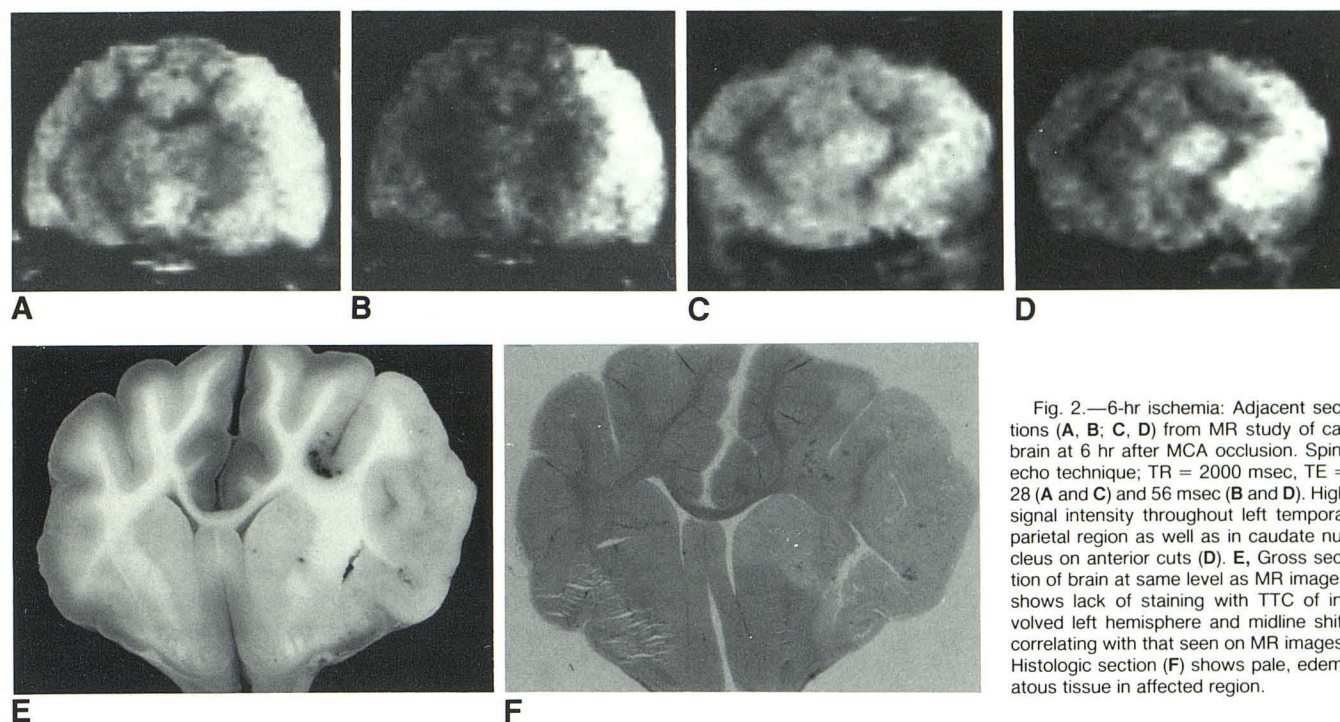 A
B
C
D
E
F
Fig. 2.—6-hr ischemia: Adjacent sec-
tions (A, B; C, D) from MR study of ca
brain at 6 hr after MCA occlusion. Spin
echo technique; TR = 2000 msec, TE =
28 (A and C) and 56 msec (B and D). High
signal intensity throughout left tempora
parietal region as well as in caudate nu
cleus on anterior cuts (D). E, Gross sec
tion of brain at same level as MR image
shows lack of staining with TTC of in
volved left hemisphere and midline shif
correlating with that seen on MR images
Histologic section (F) shows pale, edem
atous tissue in affected region.